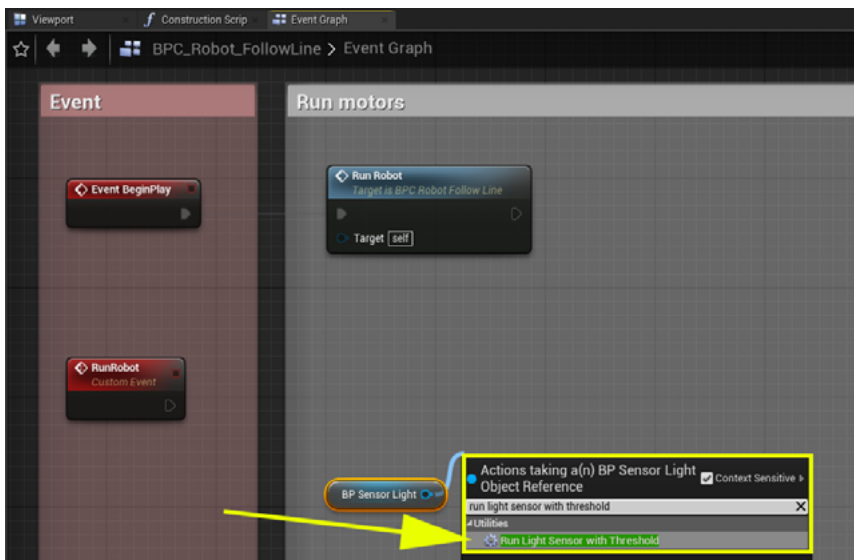 Viewport
Construction Scrip
Event Graph
BPC_Robot_FollowLine > Event Graph
Event
Run motors
Event BeginPlay
Run Robot
Target is BPC Robot Follow Line
Target self
RunRobot
Custom Event
BP Sensor Light
Actions taking a(n) BP Sensor Light
Object Reference
Context Sensitive
run light sensor with threshold
Utilities
Run Light Sensor with Threshold